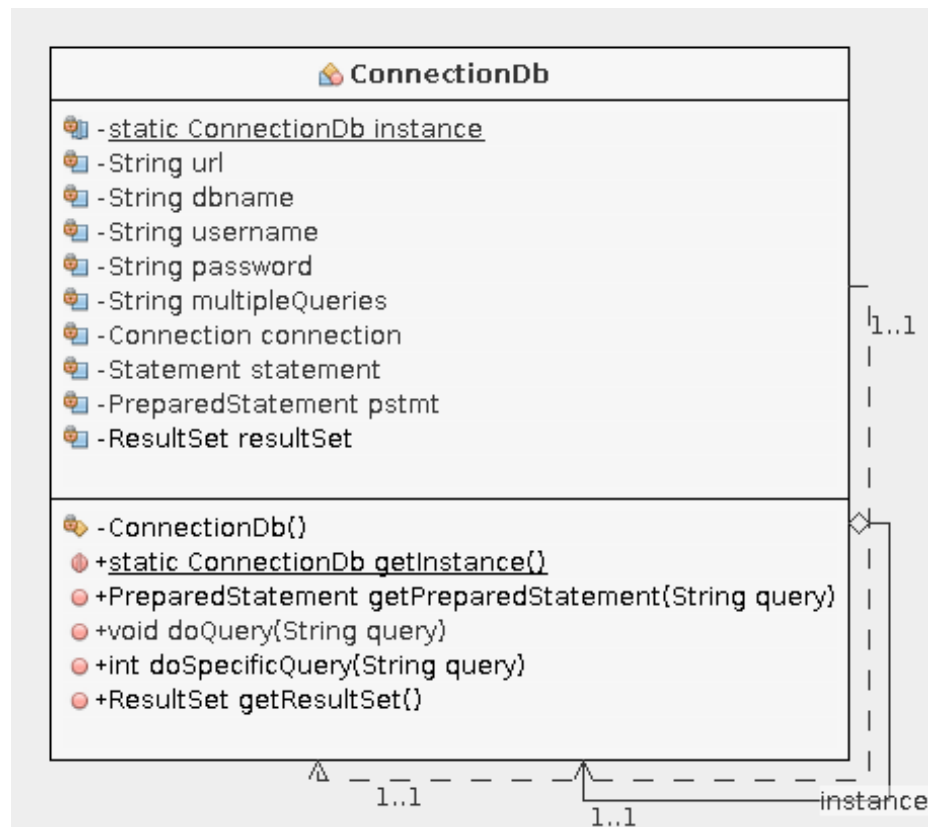 ConnectionDb
-static ConnectionDb instance
-String url
-String dbname
-String username
-String password
-String multipleQueries
-Connection connection
-Statement statement
-PreparedStatement pstmt
-ResultSet resultSet
1..1
-ConnectionDb()
+static ConnectionDb getInstance()
+PreparedStatement getPreparedStatement(String query)
+void doQuery(String query)
+int doSpecificQuery(String query)
+ResultSet getResultSet()
1..1
instance
1..1